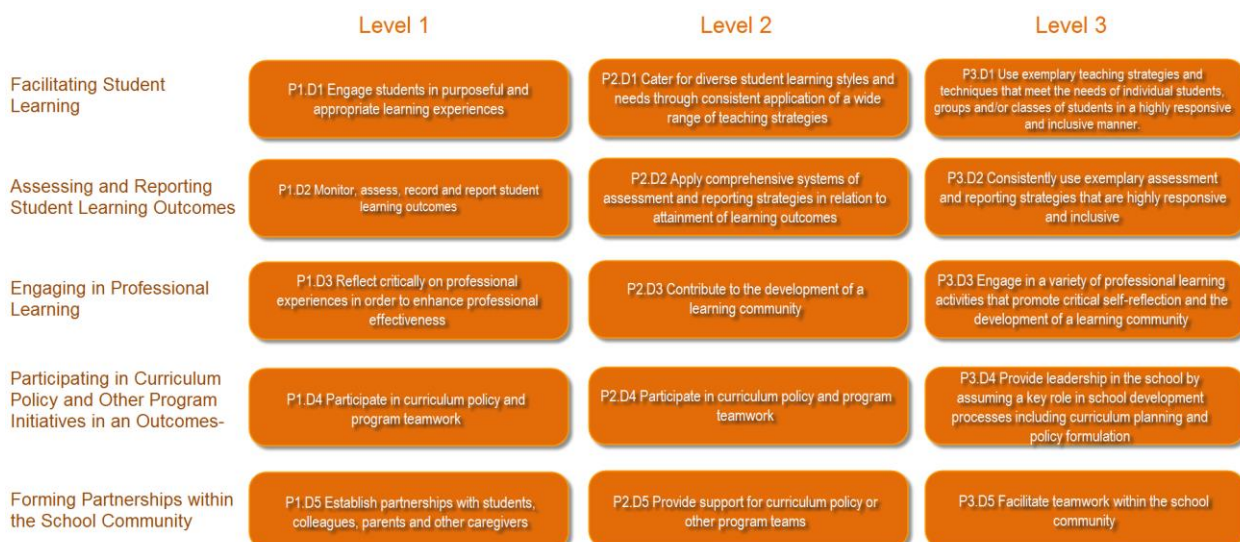 Level 1
Level 2
Level 3
Facilitating Student
Learning
P1.D1 Engage students in purposeful and
appropriate learning experiences
P2.D1 Cater for diverse student learning styles and
needs through consistent application of a wide
range of teaching strategies
P3.D1 Use exemplary teaching strategies and
techniques that meet the needs of individual students,
groups and/or classes of students in a highly responsive
and inclusive manner.
Assessing and Reporting
Student Learning Outcomes
P1.D2 Monitor, assess, record and report student
learning outcomes
P2.D2 Apply comprehensive systems of
assessment and reporting strategies in relation to
attainment of learning outcomes
P3.D2 Consistently use exemplary assessment
and reporting strategies that are highly responsive
and inclusive
Engaging in Professional
Learning
P1.D3 Reflect critically on professional
experiences in order to enhance professional
effectiveness
P2.D3 Contribute to the development of a
learning community
P3.D3 Engage in a variety of professional learning
activities that promote critical self-reflection and the
development of a learning community
Participating in Curriculum
Policy and Other Program
Initiatives in an Outcomes-
P1.D4 Participate in curriculum policy and
program teamwork
P2.D4 Participate in curriculum policy and program
teamwork
P3.D4 Provide leadership in the school by
assuming a key role in school development
processes including curriculum planning and
policy formulation
Forming Partnerships within
the School Community
P1.D5 Establish partnerships with students,
colleagues, parents and other caregivers
P2.D5 Provide support for curriculum policy or
other program teams
P3.D5 Facilitate teamwork within the school
community